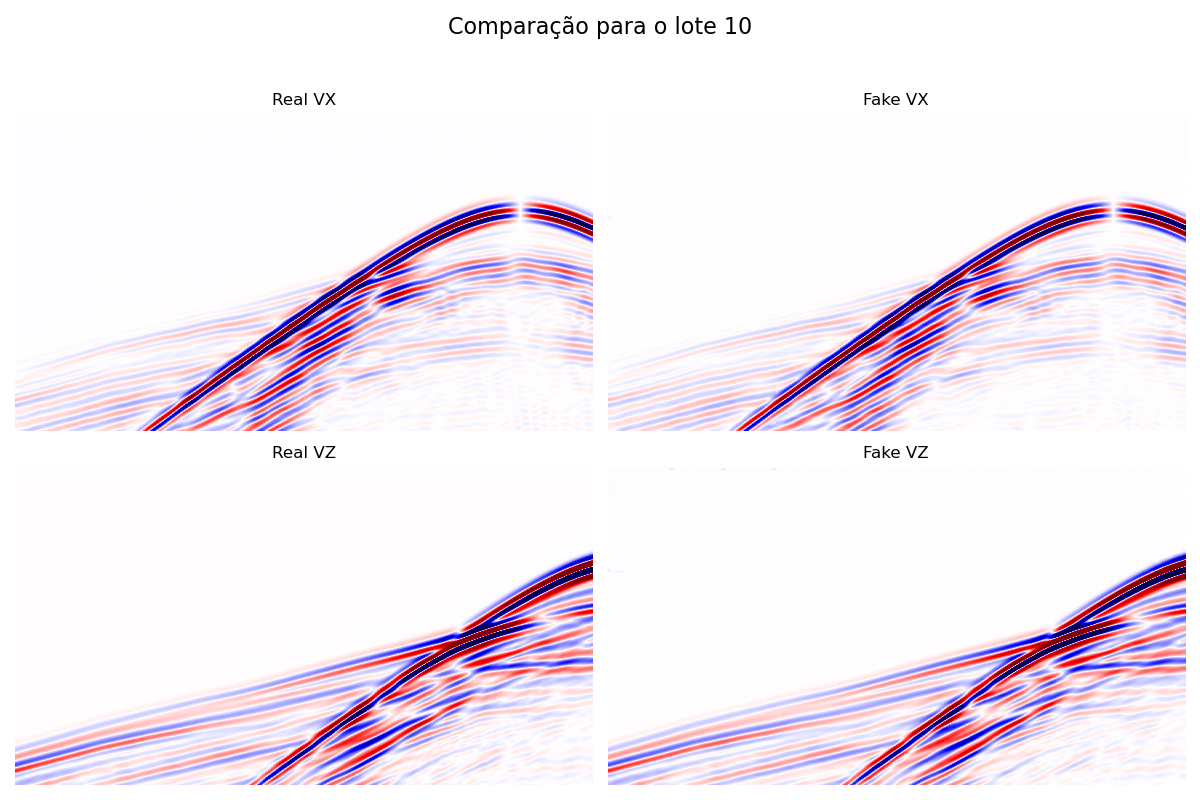 Comparação para o lote 10
Real VX
Fake VX
Real VZ
Fake VZ